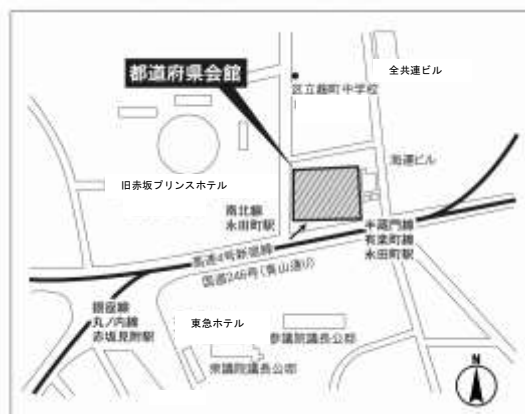 全共連ビル
都道府県会館
区立麹町中学校
海運ビル
旧赤坂プリンスホテル
南北線
永田町駅
半蔵門線
有楽町線
永田町駅
高速4号新宿線
国道246号(青山通り)
銀座線
丸ノ内線
赤坂見附駅
東急ホテル
参議院議長公邸
衆議院議長公邸
N